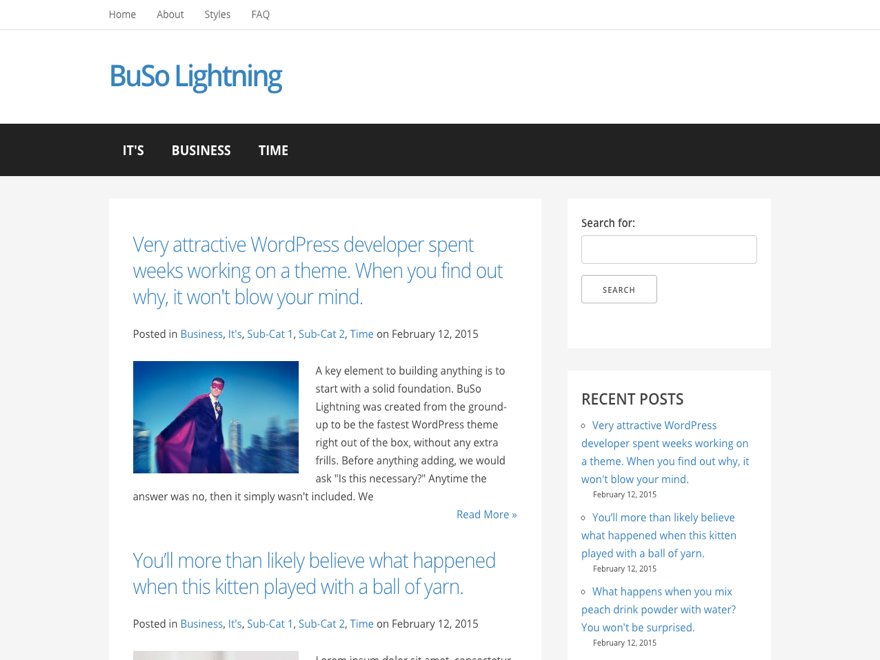 Home About Styles FAQ
BuSo Lightning
IT'S BUSINESS TIME
Very attractive WordPress developer spent
weeks working on a theme. When you find out
why, it won't blow your mind.
Posted in Business, It's, Sub-Cat 1, Sub-Cat 2, Time on February 12, 2015
A key element to building anything is to
start with a solid foundation. BuSo
Lightning was created from the ground-
up to be the fastest WordPress theme
right out of the box, without any extra
frills. Before anything adding, we would
ask "Is this necessary?" Anytime the
answer was no, then it simply wasn't included. We
Read More »
You'll more than likely believe what happened
when this kitten played with a ball of yarn.
Posted in Business, It's, Sub-Cat 1, Sub-Cat 2, Time on February 12, 2015
Lorem ipsum dolor sit amet, consectetur
Search for:
SEARCH
RECENT POSTS
Very attractive WordPress
developer spent weeks working on
a theme. When you find out why, it
won't blow your mind.
February 12, 2015
You'll more than likely believe
what happened when this kitten
played with a ball of yarn.
February 12, 2015
What happens when you mix
peach drink powder with water?
You won't be surprised.
February 12, 2015